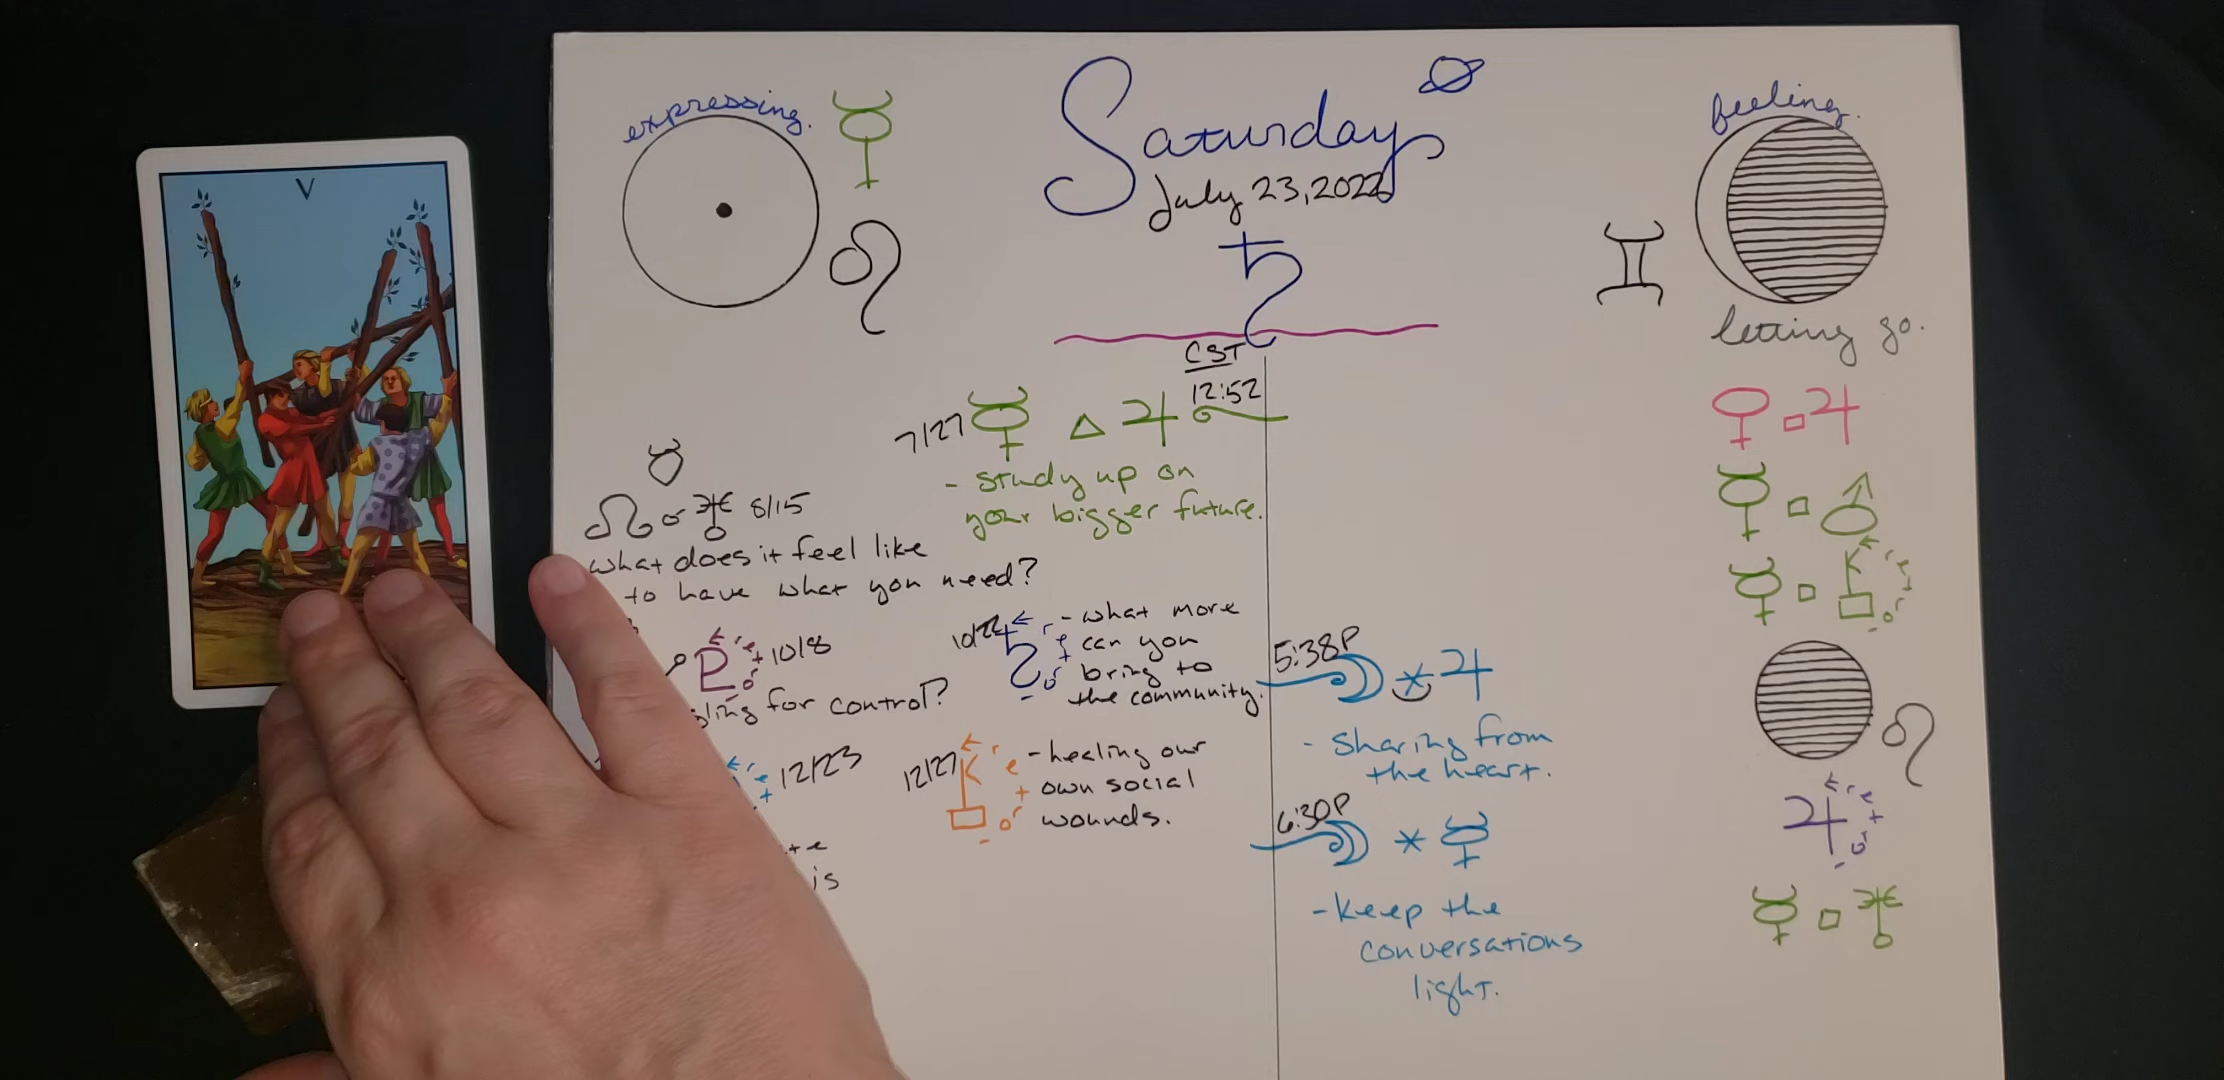 V
expressing.
Saturday
July 23, 2022
feeling.
letting go.
CST
12:52
7/27
- study up on
your bigger future.
8/15
what does it feel like
to have what you need?
10/8
for control?
10/22
- what more
can you
bring to
the community.
12/23
is
12/27
- healing our
own social
wounds.
5:38P
- sharing from
the heart.
6:30P
- keep the
conversations
light.